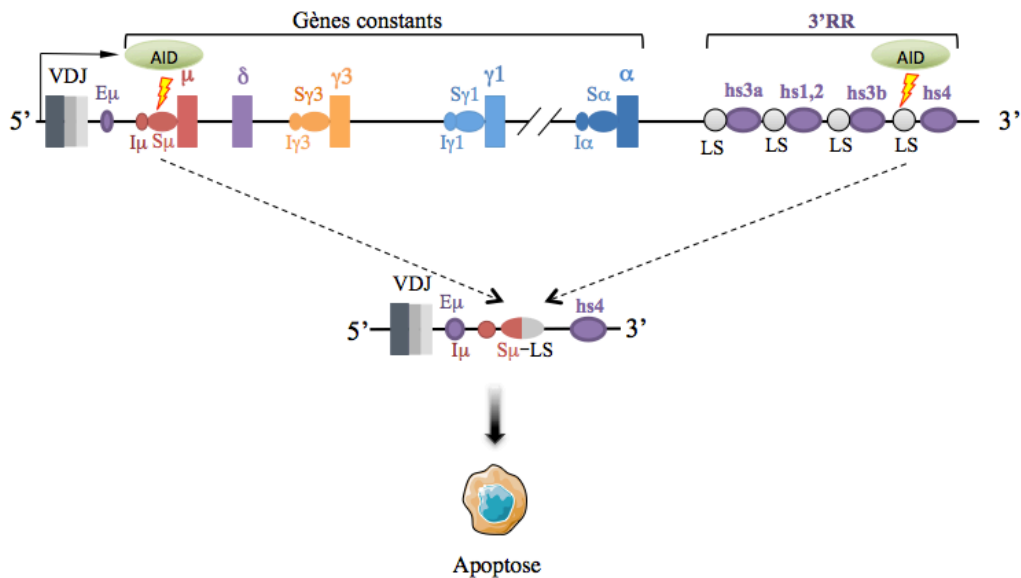 Gènes constants 3'RR
AID AID
VDJ μ δ Sγ3 γ3 Sγ1 γ1 Sα α hs3a hs1,2 hs3b hs4
Eμ
5' 3'
Iμ Sμ Iγ3 Iγ1 Iα LS LS LS LS
VDJ
Eμ hs4
5' 3'
Iμ Sμ-LS
Apoptose